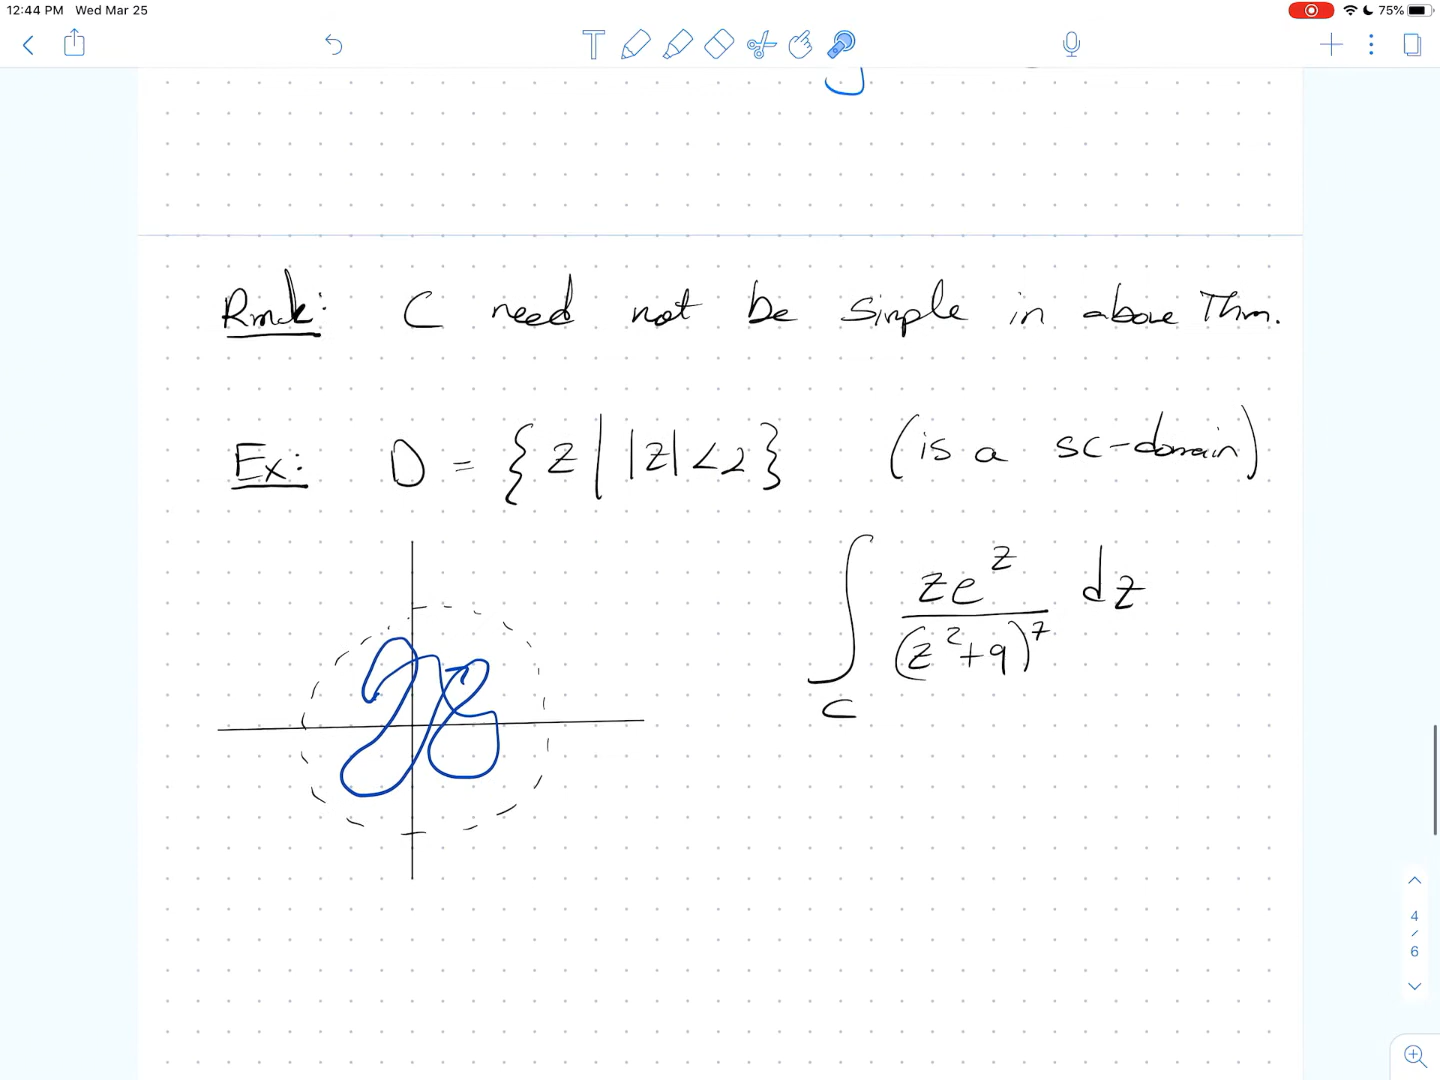 12:44 PM Wed Mar 25
75%
T
Rmk: C need not be simple in above Thm.
Ex: D = { z | |z| < 2 } (is a sc-domain)
∫_C ze^z / (z^2+9)^7 dz
4
/
6